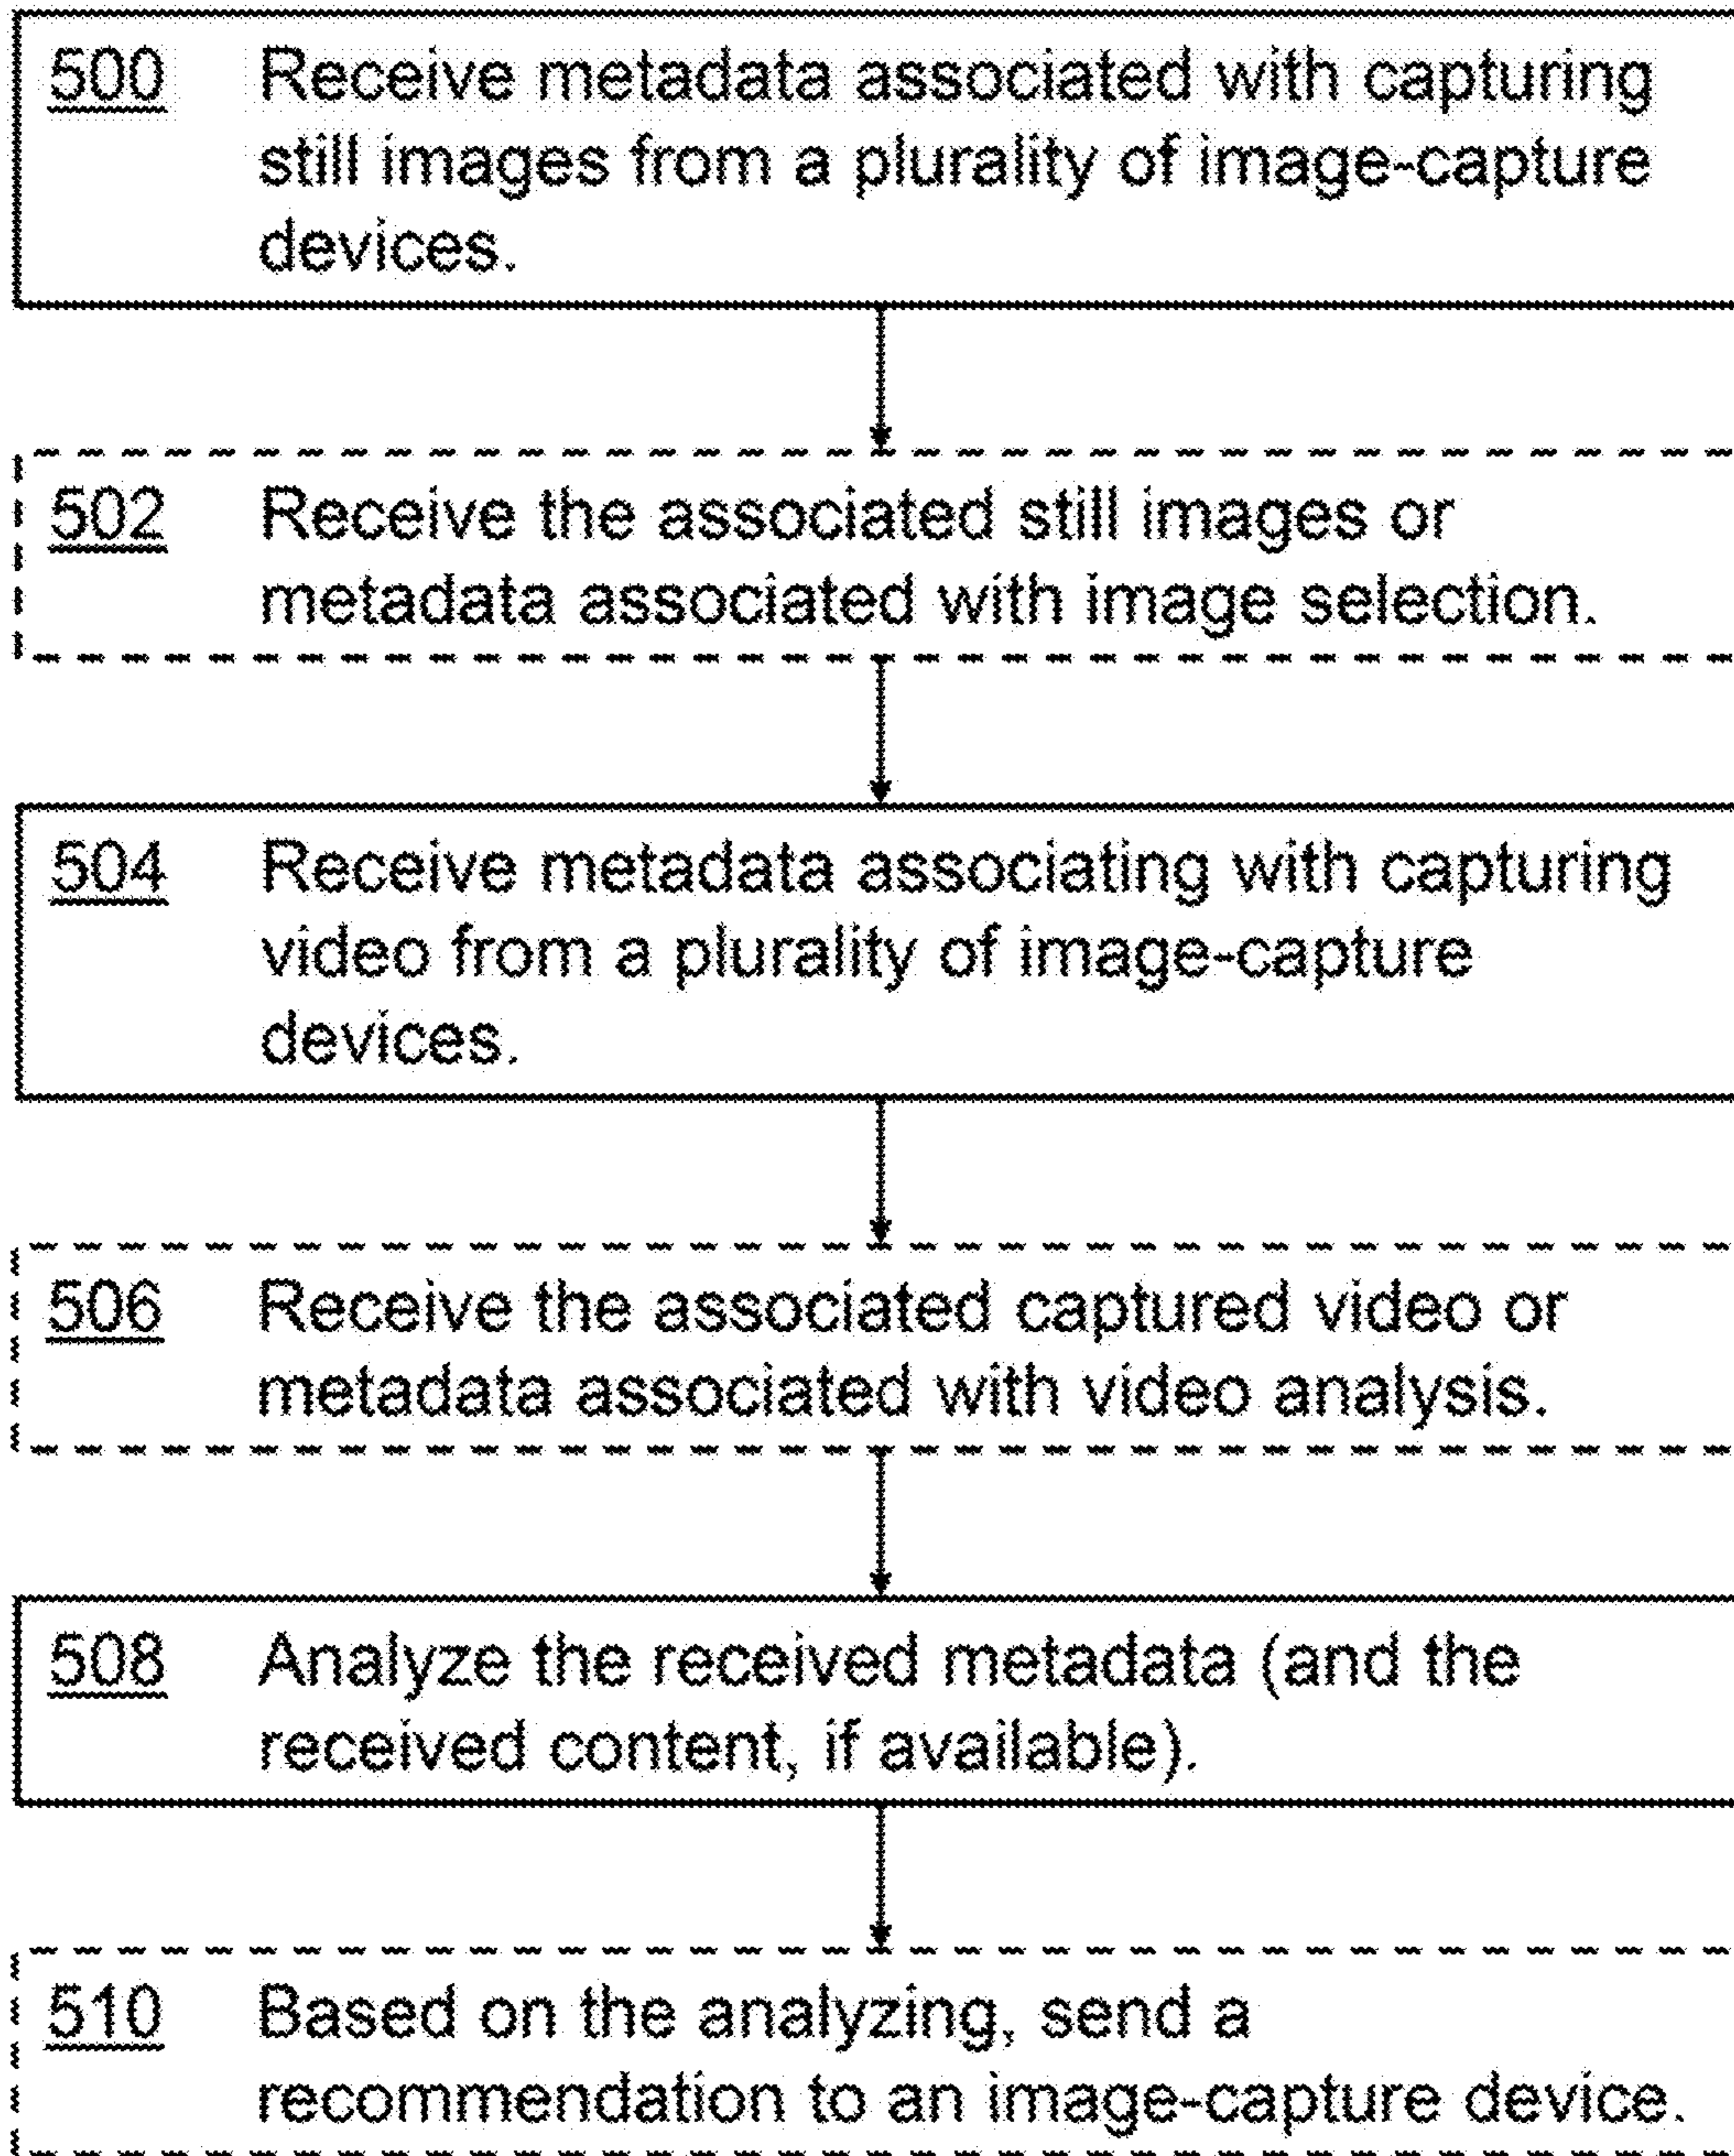 500 Receive metadata associated with capturing
still images from a plurality of image-capture
devices.
502 Receive the associated still images or
metadata associated with image selection.
504 Receive metadata associating with capturing
video from a plurality of image-capture
devices.
506 Receive the associated captured video or
metadata associated with video analysis.
508 Analyze the received metadata (and the
received content, if available).
510 Based on the analyzing, send a
recommendation to an image-capture device.